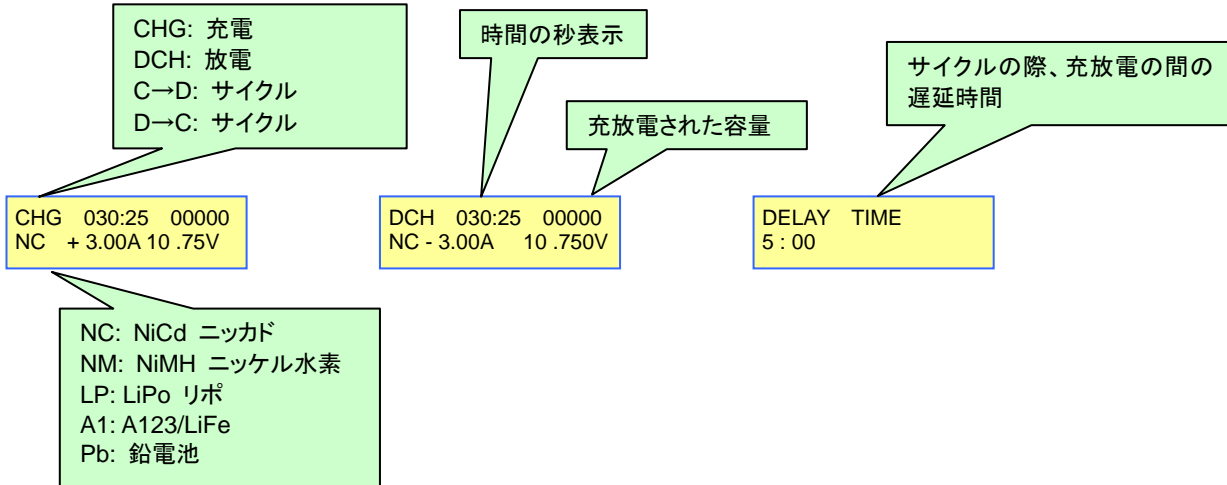 CHG: 充電
DCH: 放電
C→D: サイクル
D→C: サイクル
時間の秒表示
充放電された容量
サイクルの際、充放電の間の
遅延時間
CHG 030:25 00000
NC + 3.00A 10 .75V
DCH 030:25 00000
NC - 3.00A 10 .750V
DELAY TIME
5 : 00
NC: NiCd ニッカド
NM: NiMH ニッケル水素
LP: LiPo リポ
A1: A123/LiFe
Pb: 鉛電池